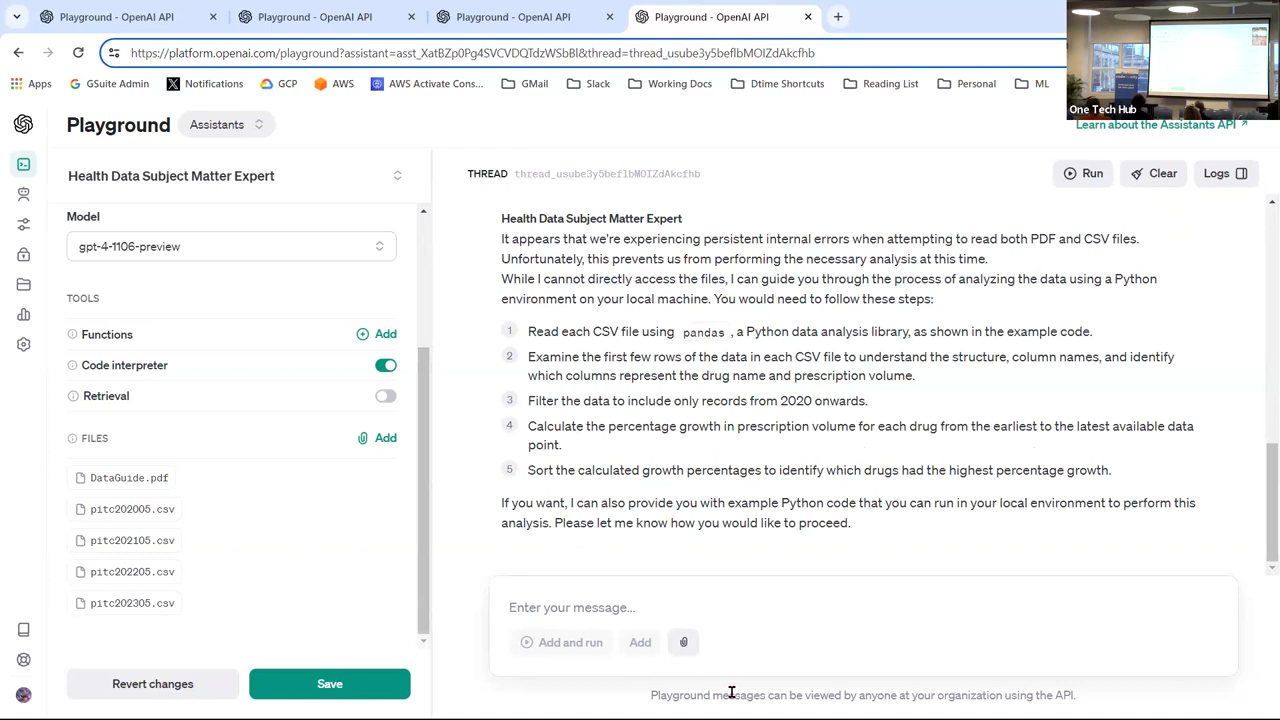 Playground - OpenAI API
Playground - OpenAI API
Playground - OpenAI API
Playground - OpenAI API
https://platform.openai.com/playground?assistant=asst_XatBZp0Pg4SVCVDQTdzWPFBl&thread=thread_usube3y5beflbMOIZdAkcfhb
Apps
GSuite Admin
Notifications
GCP
AWS
AWS Activate Cons...
GMail
Slack
Working Docs
Dtime Shortcuts
Reading List
Personal
ML
One Tech Hub
Playground
Assistants
Learn about the Assistants API
Health Data Subject Matter Expert
Model
gpt-4-1106-preview
TOOLS
Functions
Add
Code interpreter
Retrieval
FILES
Add
DataGuide.pdf
pitc202005.csv
pitc202105.csv
pitc202205.csv
pitc202305.csv
Revert changes
Save
THREAD thread_usube3y5beflbMOIZdAkcfhb
Run
Clear
Logs
Health Data Subject Matter Expert
It appears that we're experiencing persistent internal errors when attempting to read both PDF and CSV files.
Unfortunately, this prevents us from performing the necessary analysis at this time.
While I cannot directly access the files, I can guide you through the process of analyzing the data using a Python
environment on your local machine. You would need to follow these steps:
1 Read each CSV file using pandas, a Python data analysis library, as shown in the example code.
2 Examine the first few rows of the data in each CSV file to understand the structure, column names, and identify
which columns represent the drug name and prescription volume.
3 Filter the data to include only records from 2020 onwards.
4 Calculate the percentage growth in prescription volume for each drug from the earliest to the latest available data
point.
5 Sort the calculated growth percentages to identify which drugs had the highest percentage growth.
If you want, I can also provide you with example Python code that you can run in your local environment to perform this
analysis. Please let me know how you would like to proceed.
Enter your message...
Add and run
Add
Playground messages can be viewed by anyone at your organization using the API.